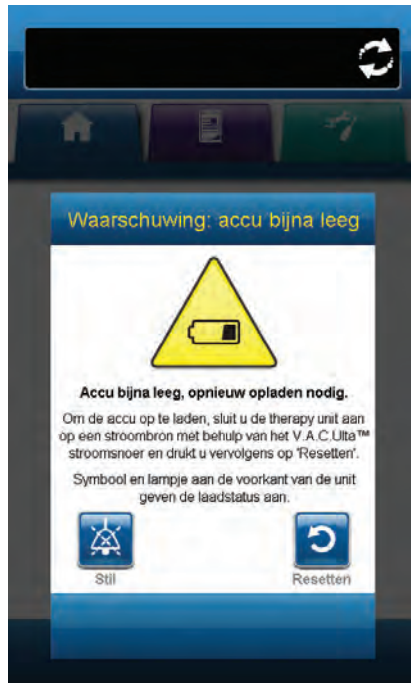 Waarschuwing: accu bijna leeg
Accu bijna leeg, opnieuw opladen nodig.
Om de accu op te laden, sluit u de therapy unit aan
op een stroombron met behulp van het V.A.C.Ulta™
stroomsnoer en drukt u vervolgens op 'Resetten'.
Symbool en lampje aan de voorkant van de unit
geven de laadstatus aan.
Stil
Resetten